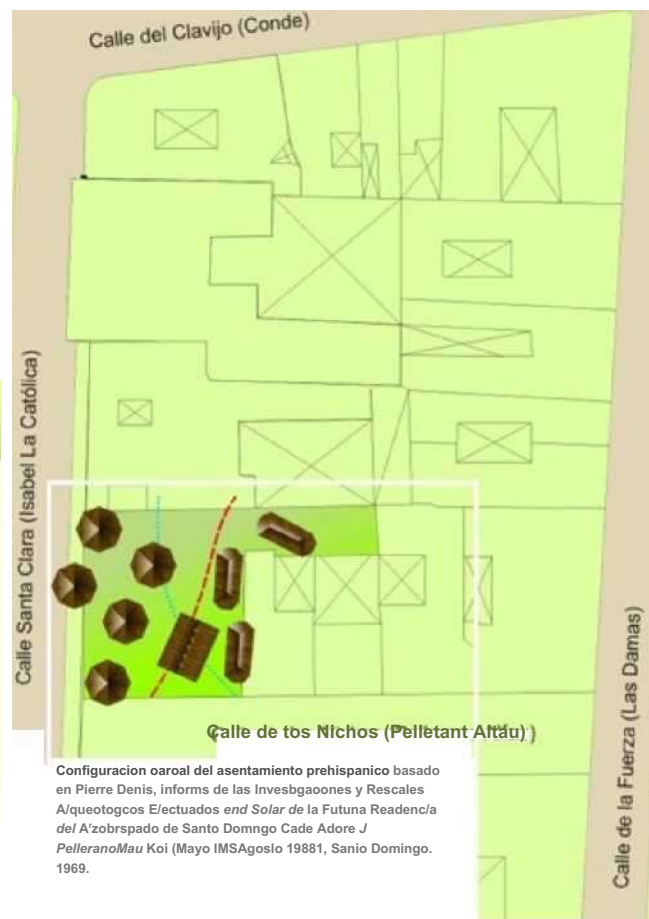 Calle del Clavijo (Conde)
Calle Santa Clara (Isabel La Católica)
Calle de tos Nichos (Pelletant Altau) )
Calle de la Fuerza (Las Damas)
Configuracion oaroal del asentamiento prehispanico basado
en Pierre Denis, informs de las Invesbgaoones y Rescales
A/queotogcos E/ectuados end Solar de la Futuna Readenc/a
del A'zobrspado de Santo Domngo Cade Adore J
PelleranoMau Koi (Mayo IMSAgoslo 19881, Sanio Domingo.
1969.